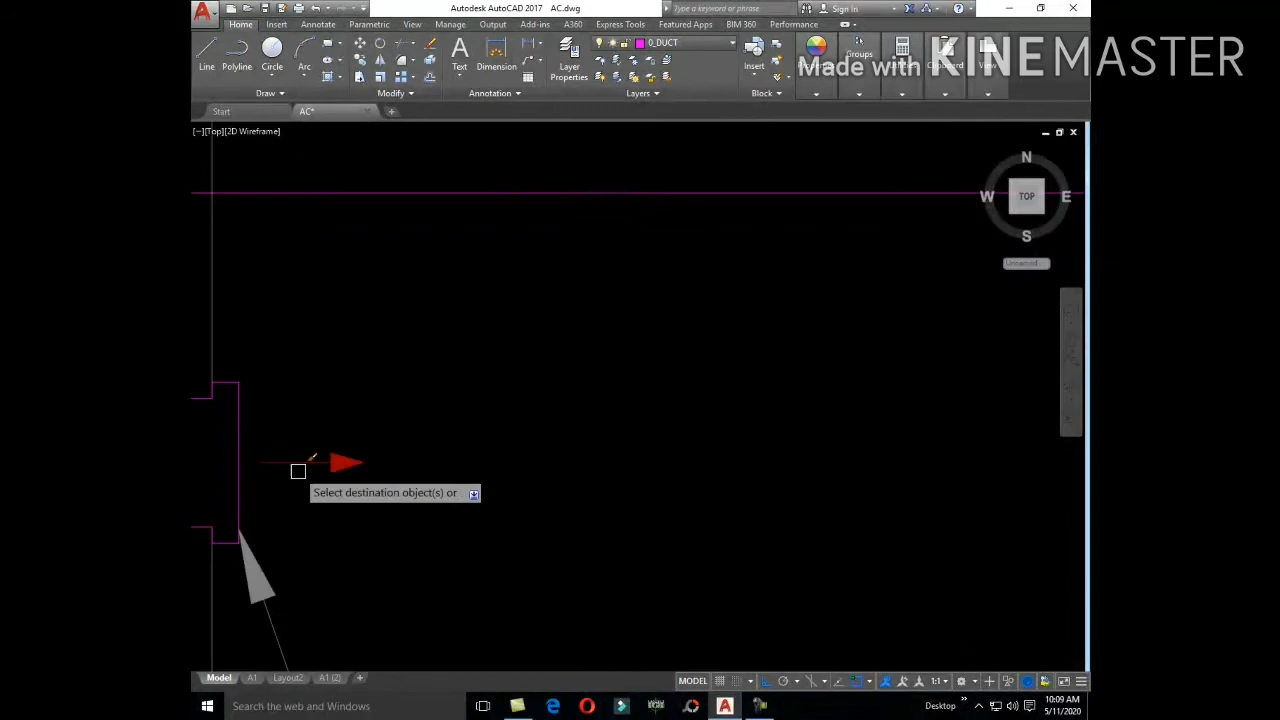 Autodesk AutoCAD 2017 AC.dwg
Type a keyword or phrase
Sign In
Home Insert Annotate Parametric View Manage Output Add-ins A360 Express Tools Featured Apps BIM 360 Performance
0_DUCT
Line Polyline Circle Arc
Text Dimension
Layer
Properties
Insert
Groups
Made with KINEMASTER
Draw Modify Annotation Layers Block
Start AC*
[−][Top][2D Wireframe]
N
W TOP E
S
Unnamed
Select destination object(s) or
Model A1 Layout2 A1 (2) +
MODEL 1:1
Search the web and Windows
Desktop
10:09 AM
5/11/2020